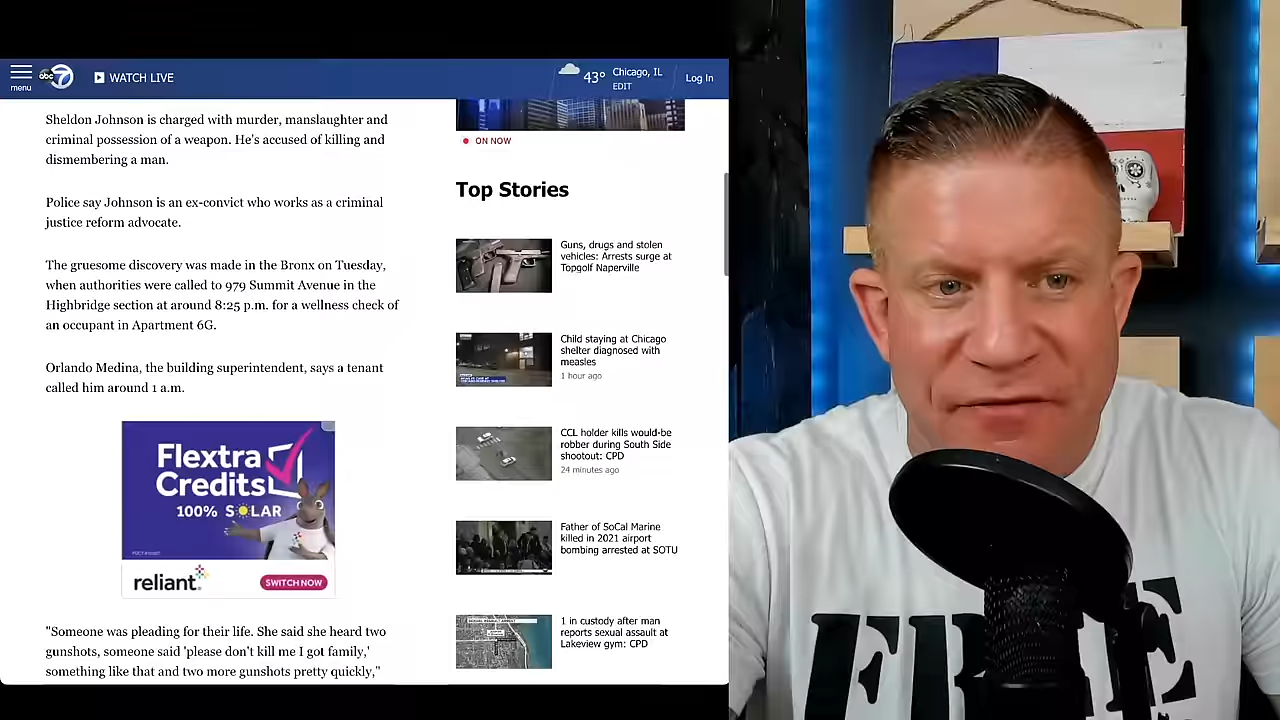 menu
abc 7
WATCH LIVE
43°
Chicago, IL
EDIT
Log In
Sheldon Johnson is charged with murder, manslaughter and
criminal possession of a weapon. He's accused of killing and
dismembering a man.
Police say Johnson is an ex-convict who works as a criminal
justice reform advocate.
The gruesome discovery was made in the Bronx on Tuesday,
when authorities were called to 979 Summit Avenue in the
Highbridge section at around 8:25 p.m. for a wellness check of
an occupant in Apartment 6G.
Orlando Medina, the building superintendent, says a tenant
called him around 1 a.m.
Flextra
Credits
100% SOLAR
reliant
SWITCH NOW
"Someone was pleading for their life. She said she heard two
gunshots, someone said 'please don't kill me I got family,'
something like that and two more gunshots pretty quickly,"
ON NOW
Top Stories
Guns, drugs and stolen
vehicles: Arrests surge at
Topgolf Naperville
Child staying at Chicago
shelter diagnosed with
measles
1 hour ago
CCL holder kills would-be
robber during South Side
shootout: CPD
24 minutes ago
Father of SoCal Marine
killed in 2021 airport
bombing arrested at SOTU
1 in custody after man
reports sexual assault at
Lakeview gym: CPD